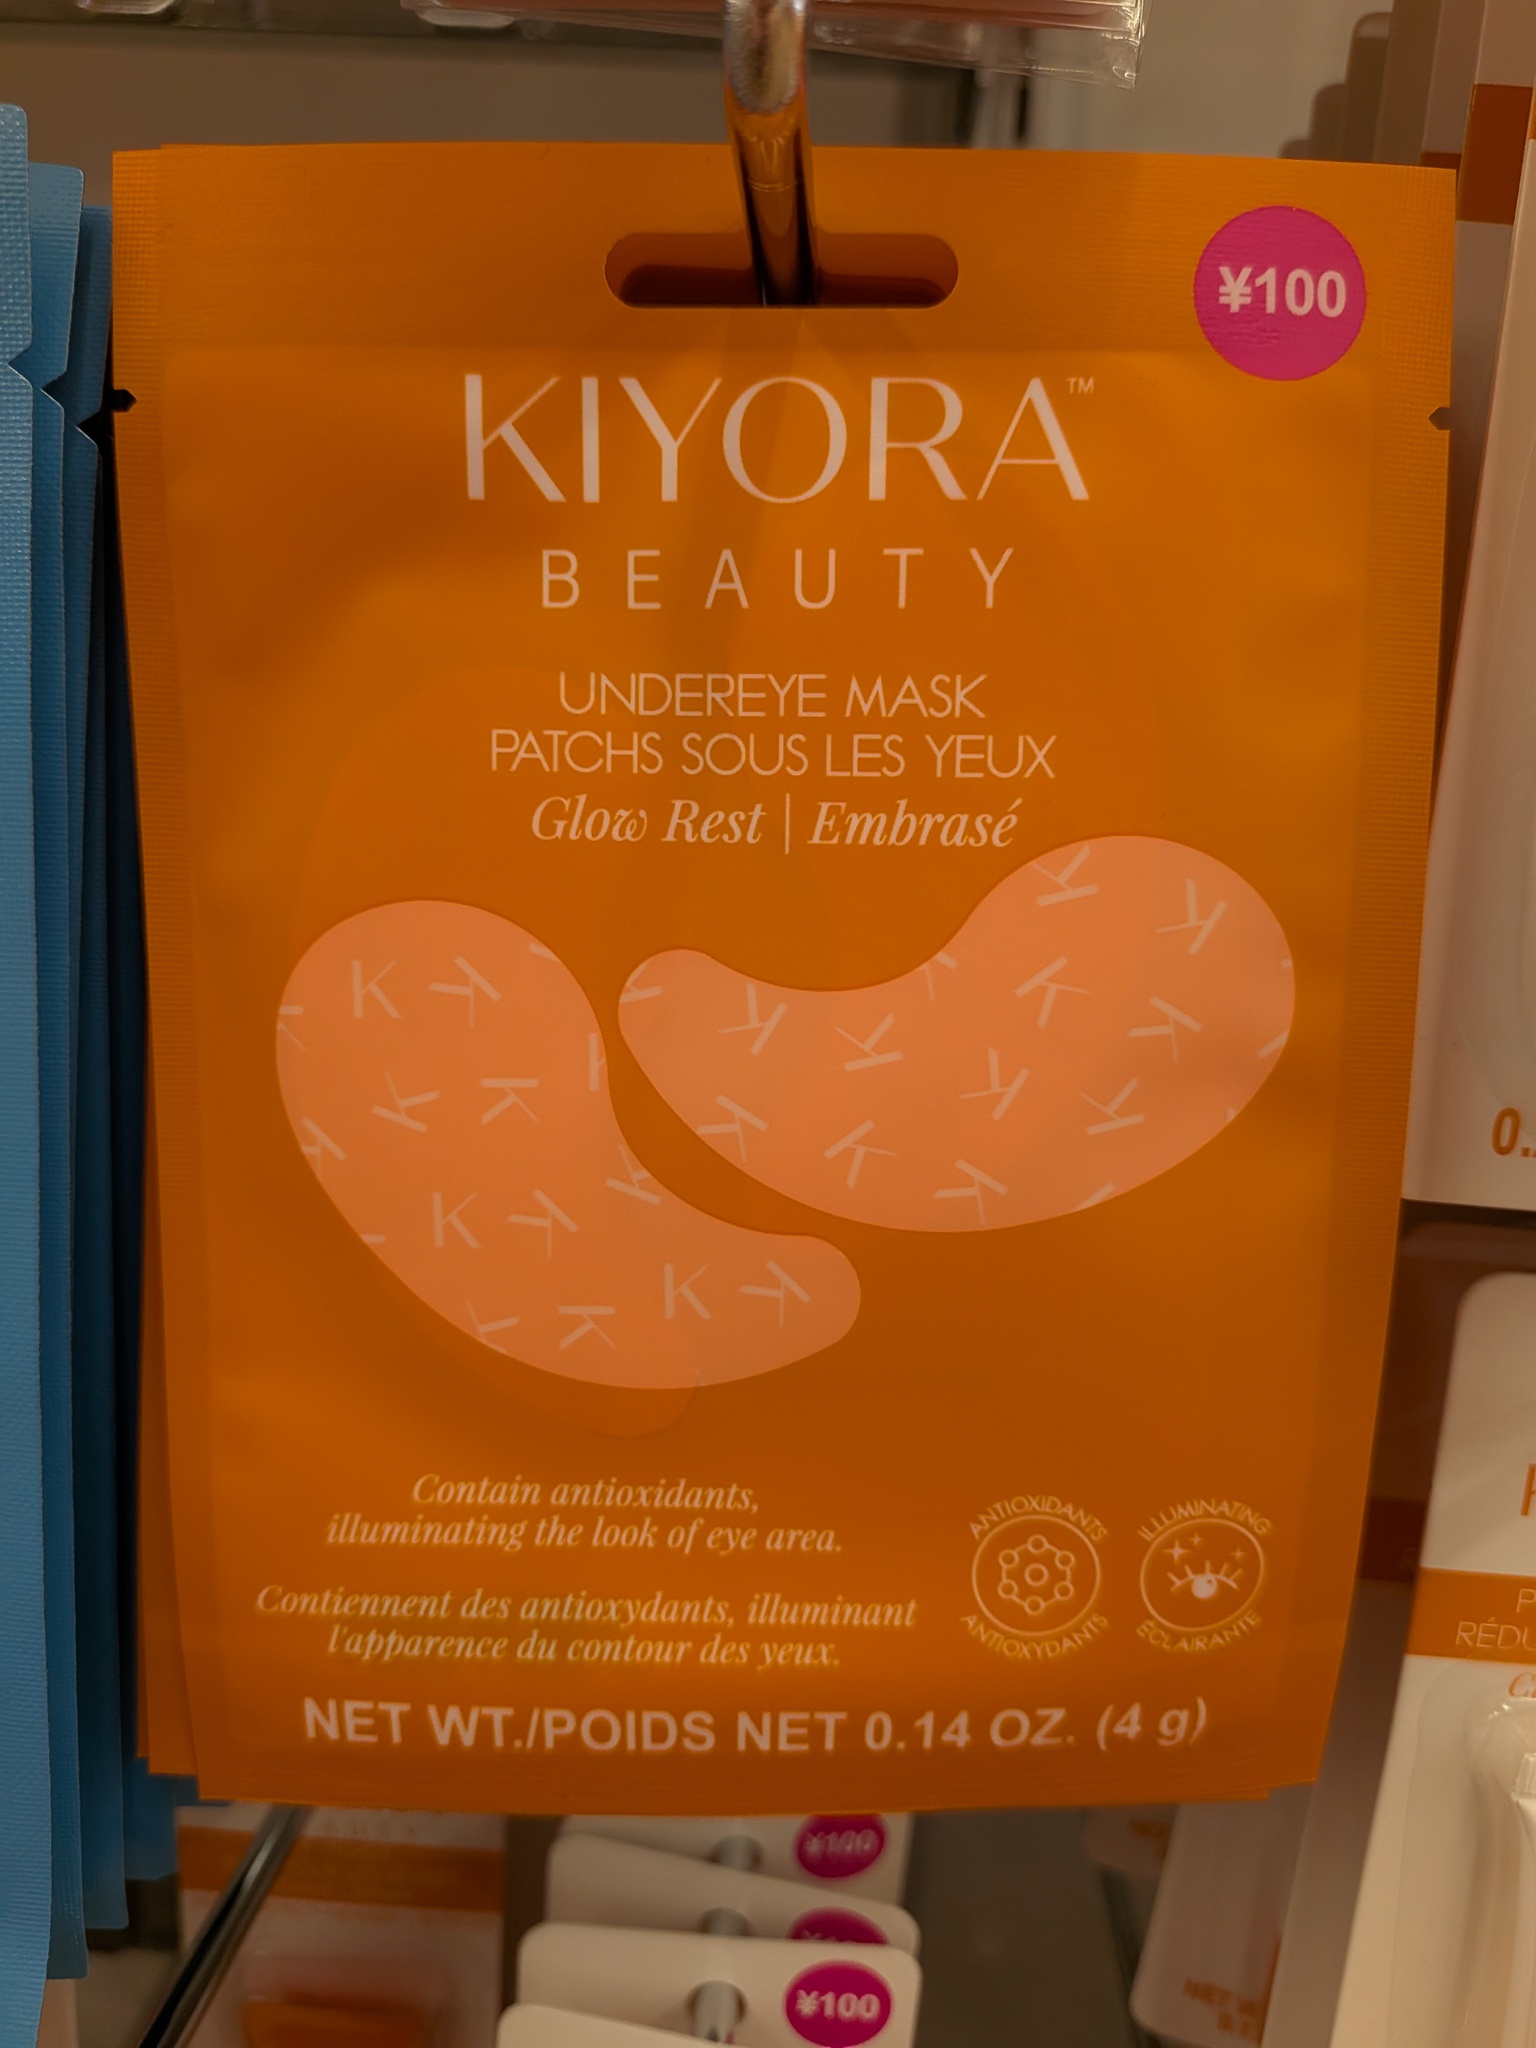 ¥100
KIYORA™
BEAUTY
UNDEREYE MASK
PATCHS SOUS LES YEUX
Glow Rest | Embrasé
Contain antioxidants,
illuminating the look of eye area.
Contiennent des antioxydants, illuminant
l'apparence du contour des yeux.
ANTIOXIDANTS
ANTIOXYDANTS
ILLUMINATING
ÉCLAIRANTE
NET WT./POIDS NET 0.14 OZ. (4 g)
¥100
¥100